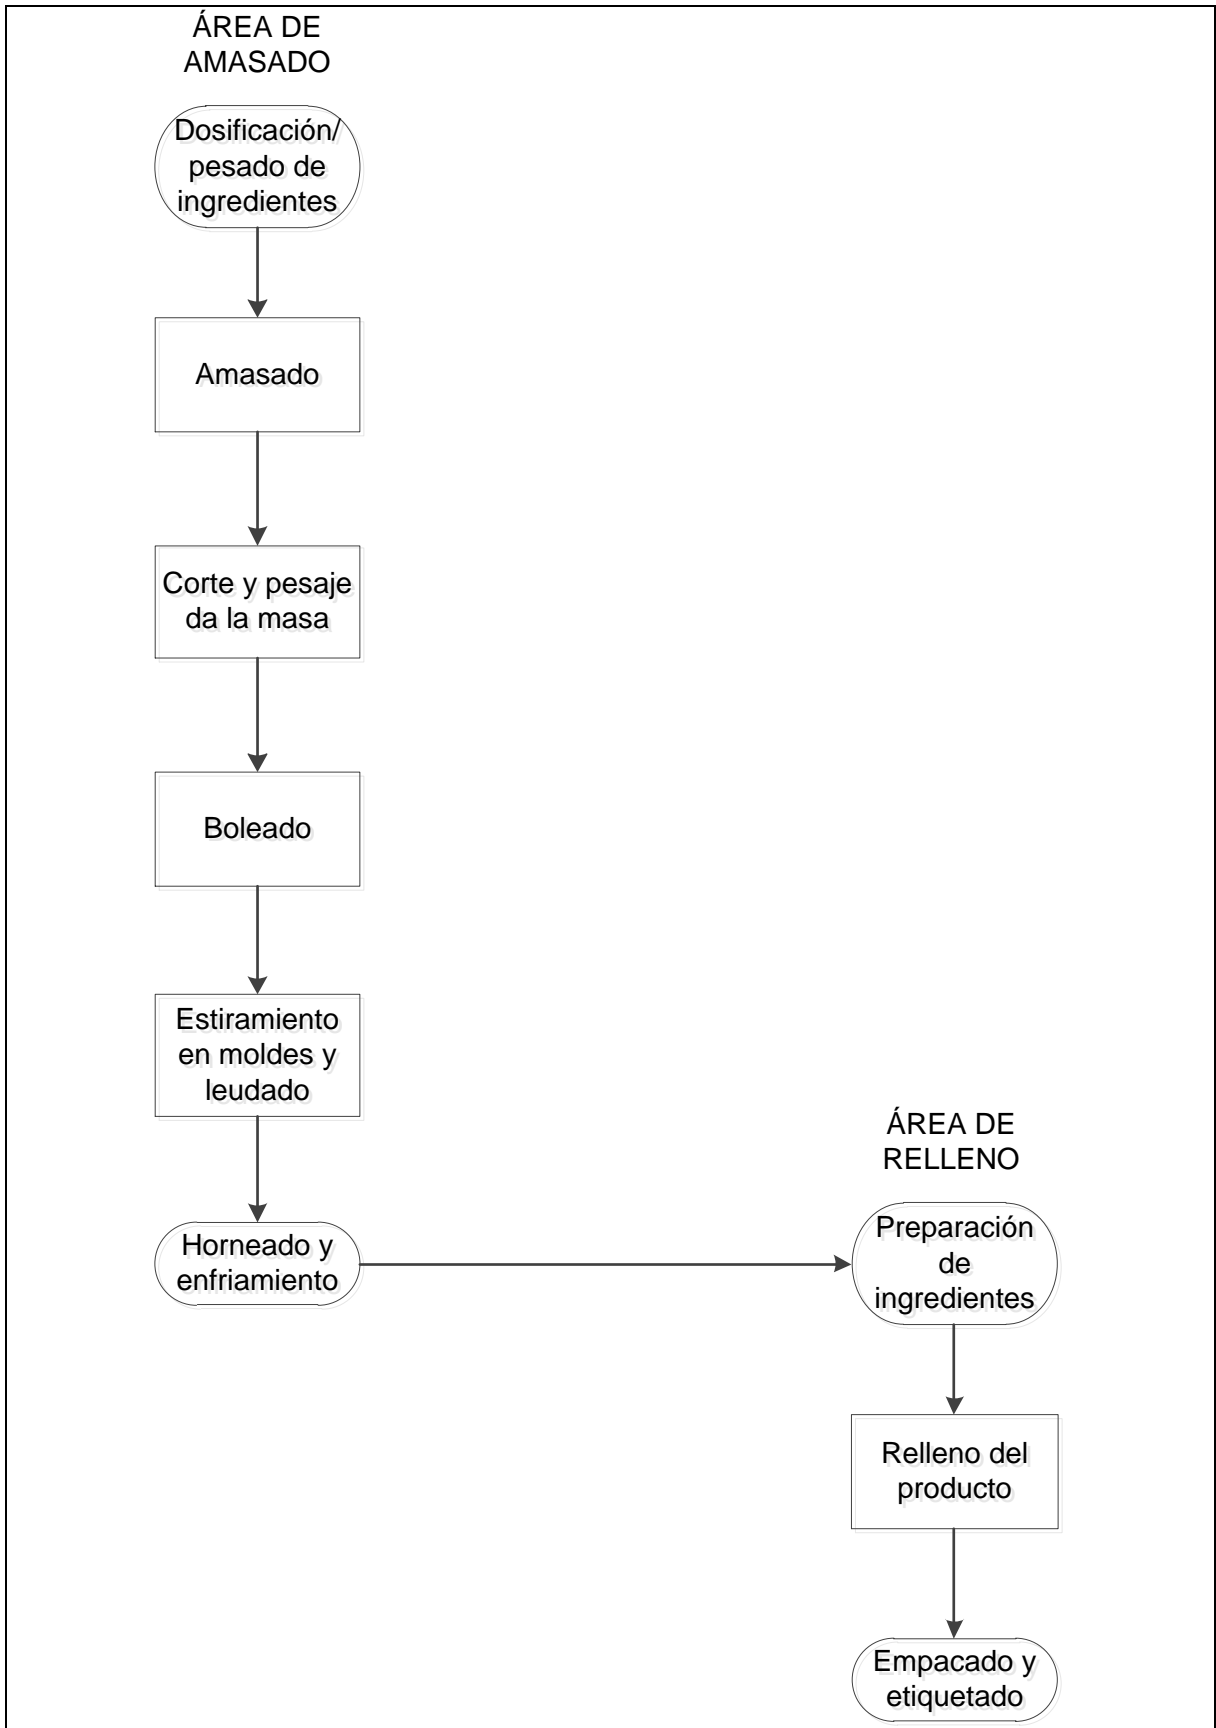 ÁREA DE
AMASADO
Dosificación/
pesado de
ingredientes
Amasado
Corte y pesaje
da la masa
Boleado
Estiramiento
en moldes y
leudado
Horneado y
enfriamiento
ÁREA DE
RELLENO
Preparación
de
ingredientes
Relleno del
producto
Empacado y
etiquetado